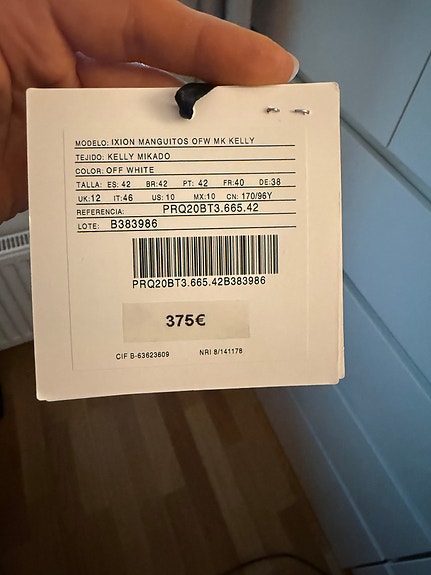 MODELO: IXION MANGUITOS OFW MK KELLY
TEJIDO: KELLY MIKADO
COLOR: OFF WHITE
TALLA: ES: 42 BR: 42 PT: 42 FR: 40 DE: 38
UK: 12 IT: 46 US: 10 MX: 10 CN: 170/96Y
REFERENCIA: PRQ20BT3.665.42
LOTE: B383986
PRQ20BT3.665.42B383986
375€
CIF B-63623609 NRI 8/141178